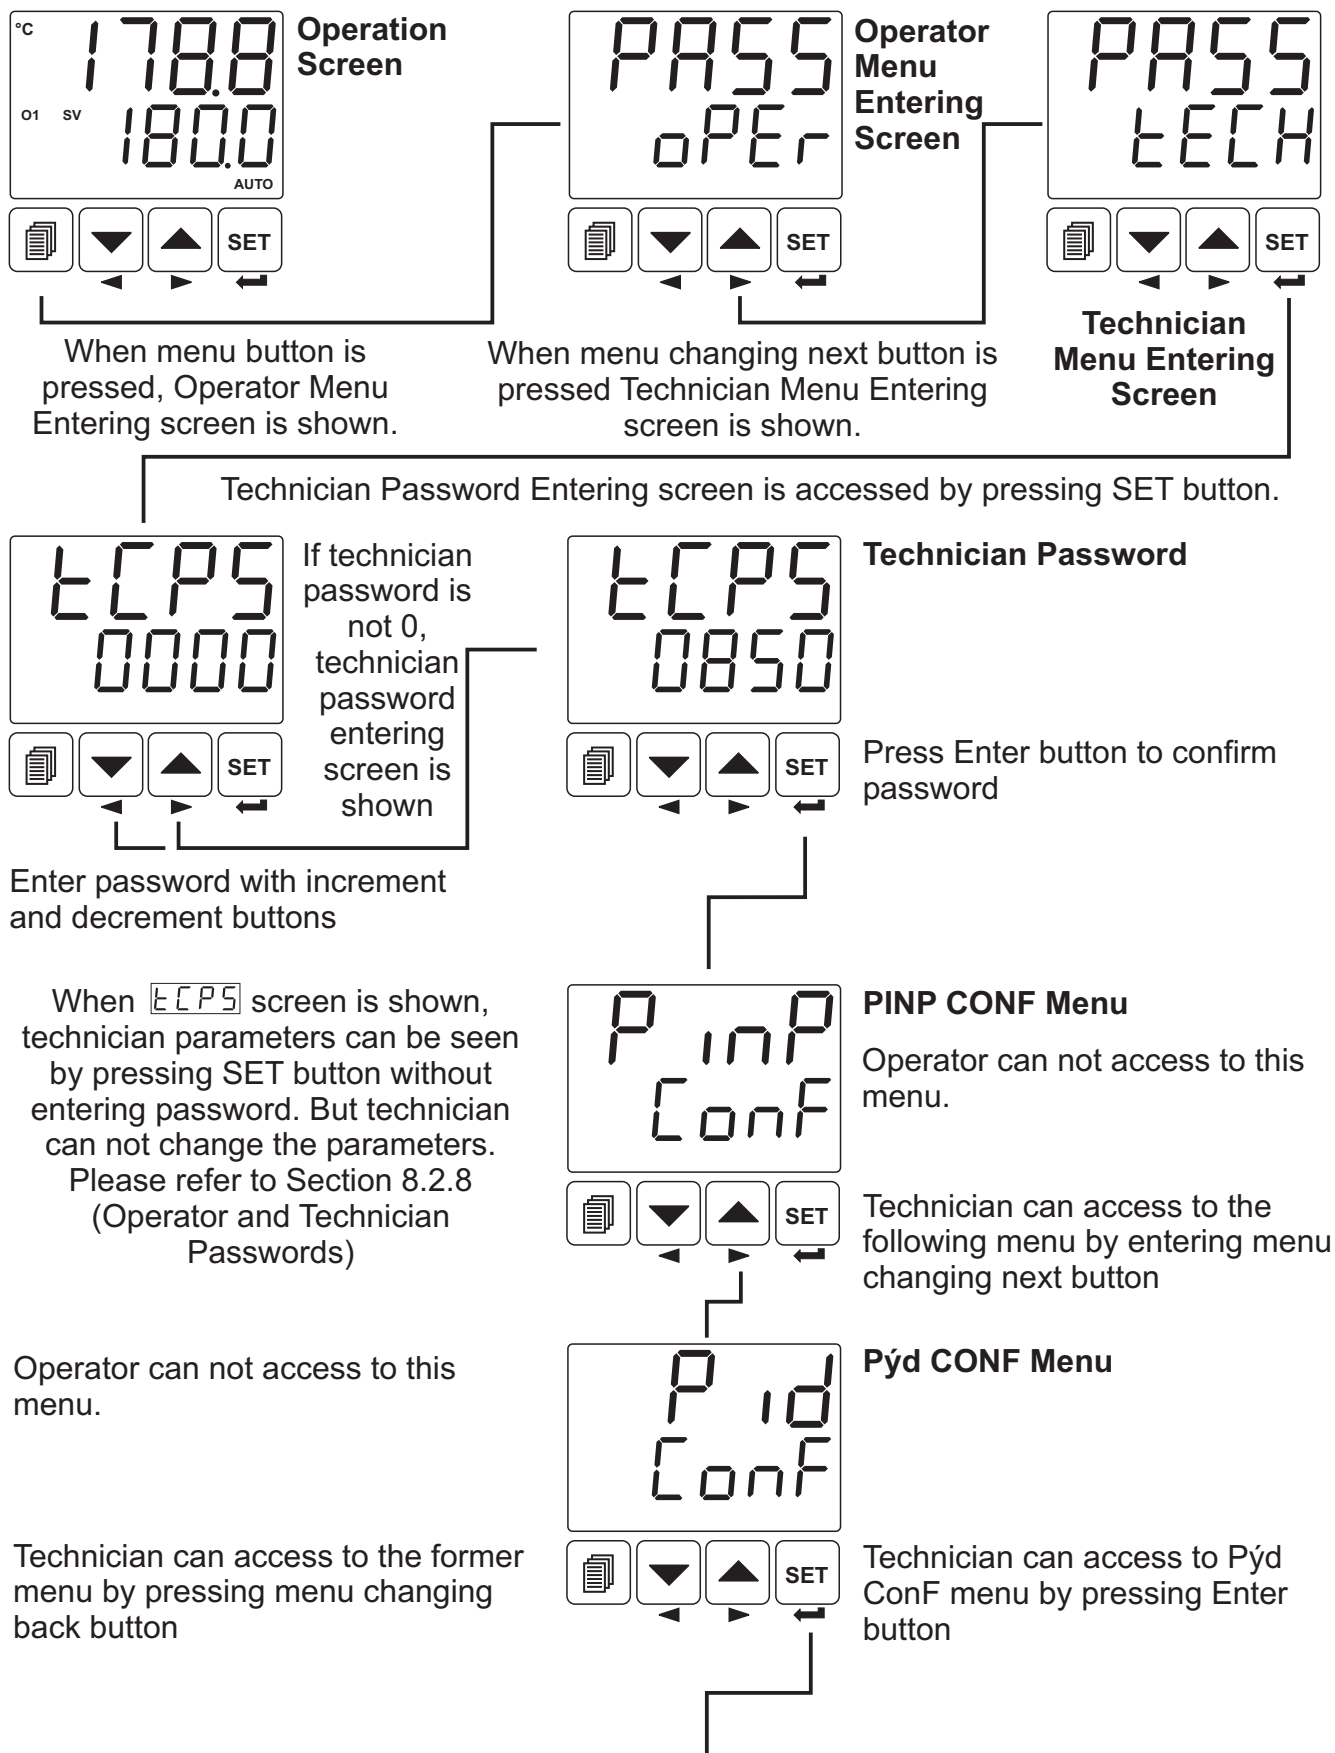 °C
178.8
O1 SV
180.0
AUTO
Operation
Screen
SET
PASS
oPEr
Operator
Menu
Entering
Screen
SET
PASS
tECH
SET
When menu button is
pressed, Operator Menu
Entering screen is shown.
When menu changing next button is
pressed Technician Menu Entering
screen is shown.
Technician
Menu Entering
Screen
Technician Password Entering screen is accessed by pressing SET button.
tCPS
0000
SET
If technician
password is
not 0,
technician
password
entering
screen is
shown
tCPS
0850
SET
Technician Password
Press Enter button to confirm
password
Enter password with increment
and decrement buttons
When tCPS screen is shown,
technician parameters can be seen
by pressing SET button without
entering password. But technician
can not change the parameters.
Please refer to Section 8.2.8
(Operator and Technician
Passwords)
PinP
ConF
SET
PINP CONF Menu
Operator can not access to this
menu.
Technician can access to the
following menu by entering menu
changing next button
Operator can not access to this
menu.
Technician can access to the former
menu by pressing menu changing
back button
Pid
ConF
SET
Pýd CONF Menu
Technician can access to Pýd
ConF menu by pressing Enter
button